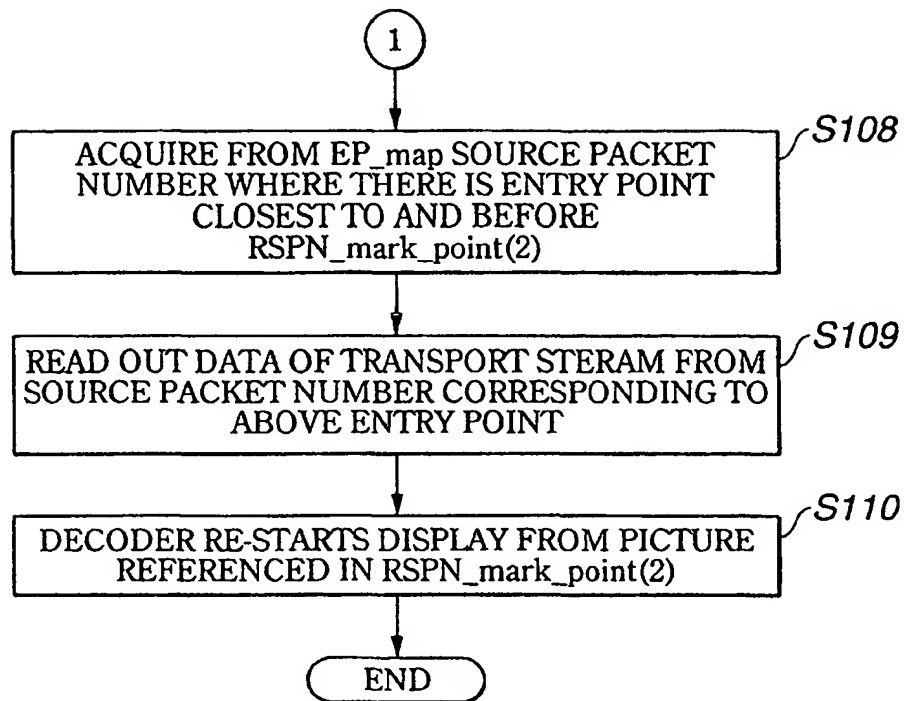 1
S108
ACQUIRE FROM EP_map SOURCE PACKET
NUMBER WHERE THERE IS ENTRY POINT
CLOSEST TO AND BEFORE
RSPN_mark_point(2)
S109
READ OUT DATA OF TRANSPORT STERAM FROM
SOURCE PACKET NUMBER CORRESPONDING TO
ABOVE ENTRY POINT
S110
DECODER RE-STARTS DISPLAY FROM PICTURE
REFERENCED IN RSPN_mark_point(2)
END